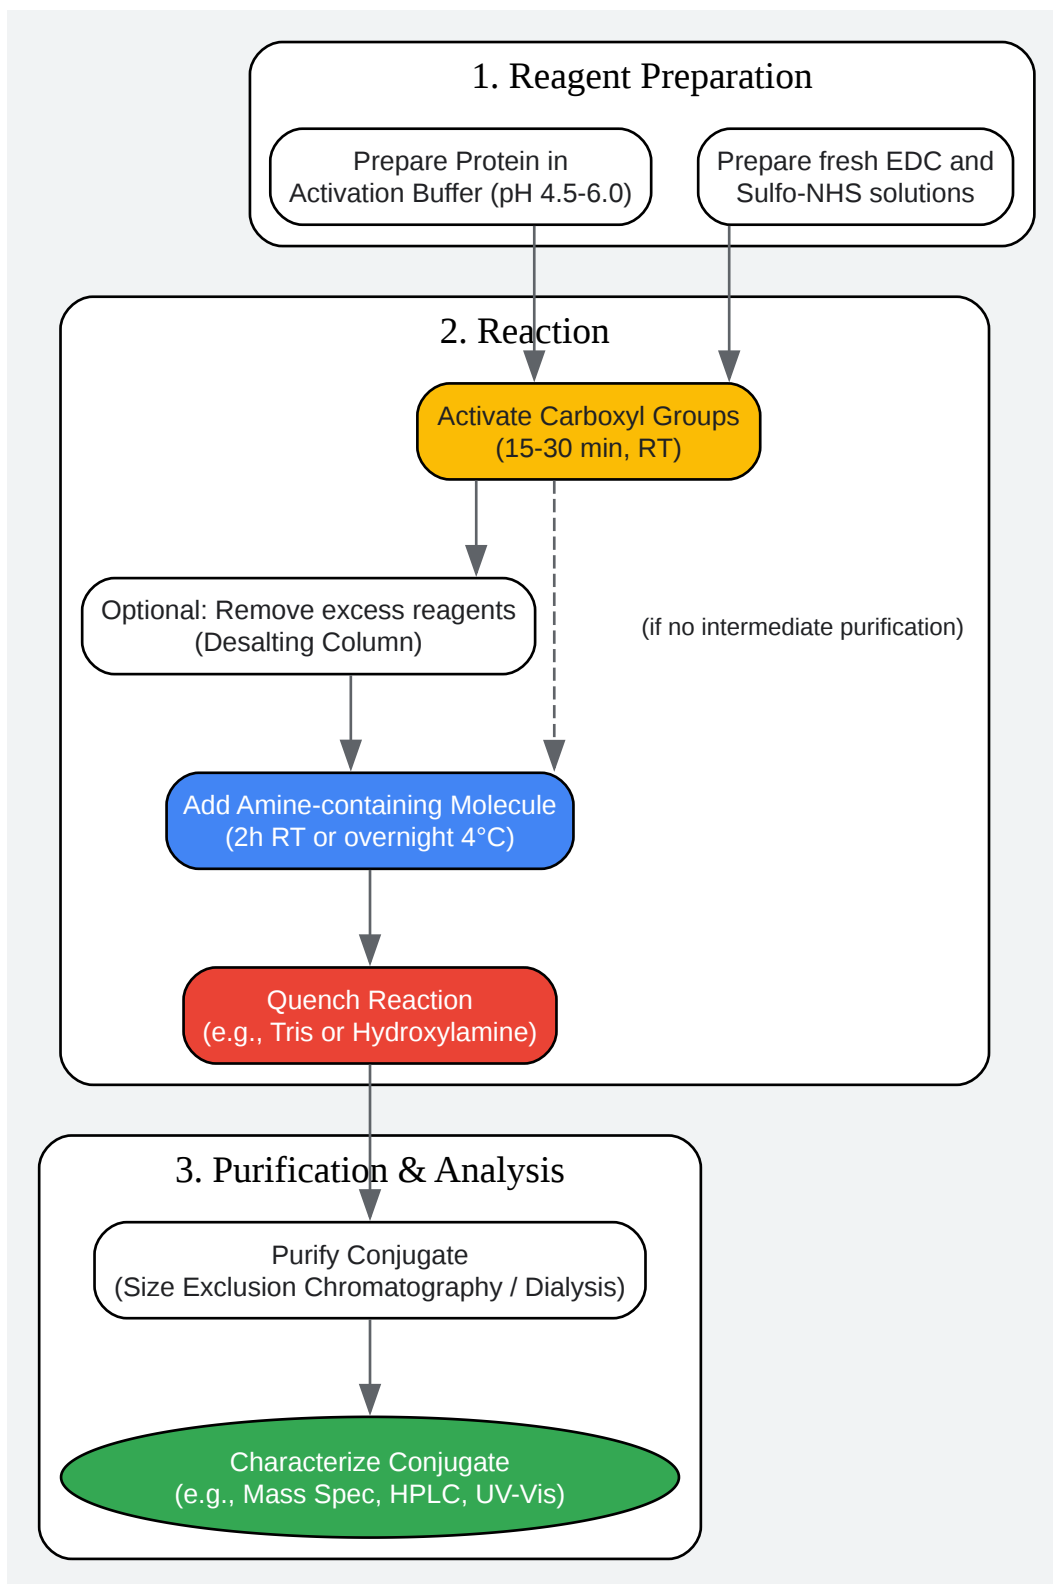 1. Reagent Preparation
Prepare Protein in
Activation Buffer (pH 4.5-6.0)
Prepare fresh EDC and
Sulfo-NHS solutions
2. Reaction
Activate Carboxyl Groups
(15-30 min, RT)
Optional: Remove excess reagents
(Desalting Column)
(if no intermediate purification)
Add Amine-containing Molecule
(2h RT or overnight 4°C)
Quench Reaction
(e.g., Tris or Hydroxylamine)
3. Purification & Analysis
Purify Conjugate
(Size Exclusion Chromatography / Dialysis)
Characterize Conjugate
(e.g., Mass Spec, HPLC, UV-Vis)